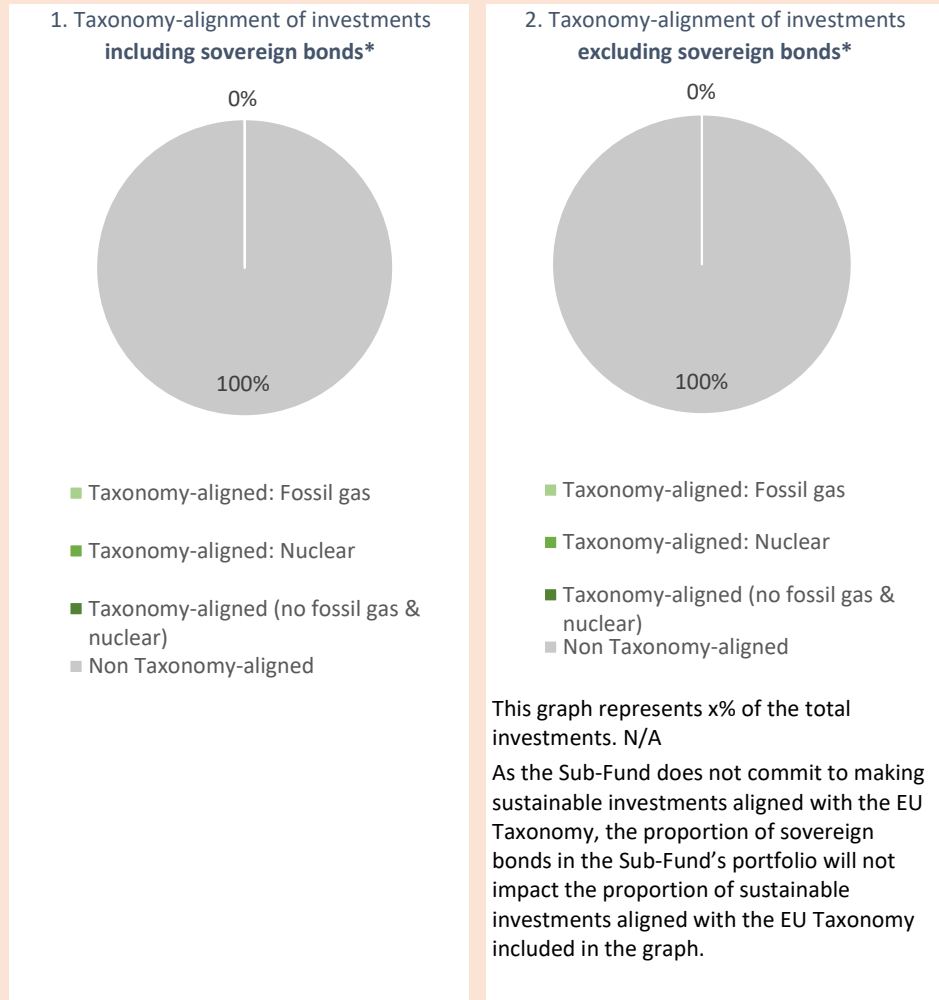 1. Taxonomy-alignment of investments
including sovereign bonds*
0%
100%
Taxonomy-aligned: Fossil gas
Taxonomy-aligned: Nuclear
Taxonomy-aligned (no fossil gas &
nuclear)
Non Taxonomy-aligned
2. Taxonomy-alignment of investments
excluding sovereign bonds*
0%
100%
Taxonomy-aligned: Fossil gas
Taxonomy-aligned: Nuclear
Taxonomy-aligned (no fossil gas &
nuclear)
Non Taxonomy-aligned
This graph represents x% of the total
investments. N/A
As the Sub-Fund does not commit to making
sustainable investments aligned with the EU
Taxonomy, the proportion of sovereign
bonds in the Sub-Fund’s portfolio will not
impact the proportion of sustainable
investments aligned with the EU Taxonomy
included in the graph.